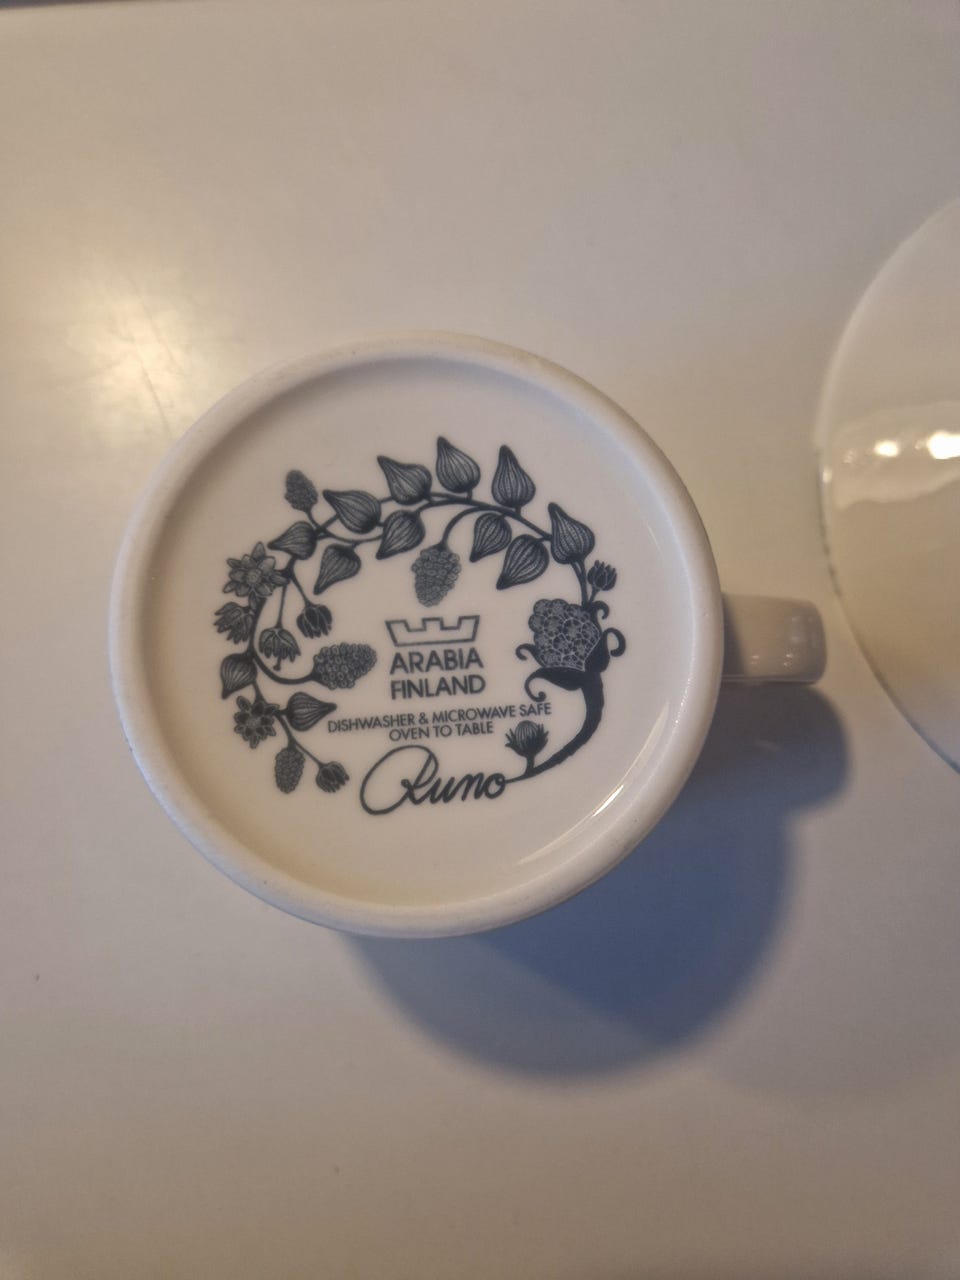 ARABIA
FINLAND
DISHWASHER & MICROWAVE SAFE
OVEN TO TABLE
Runo